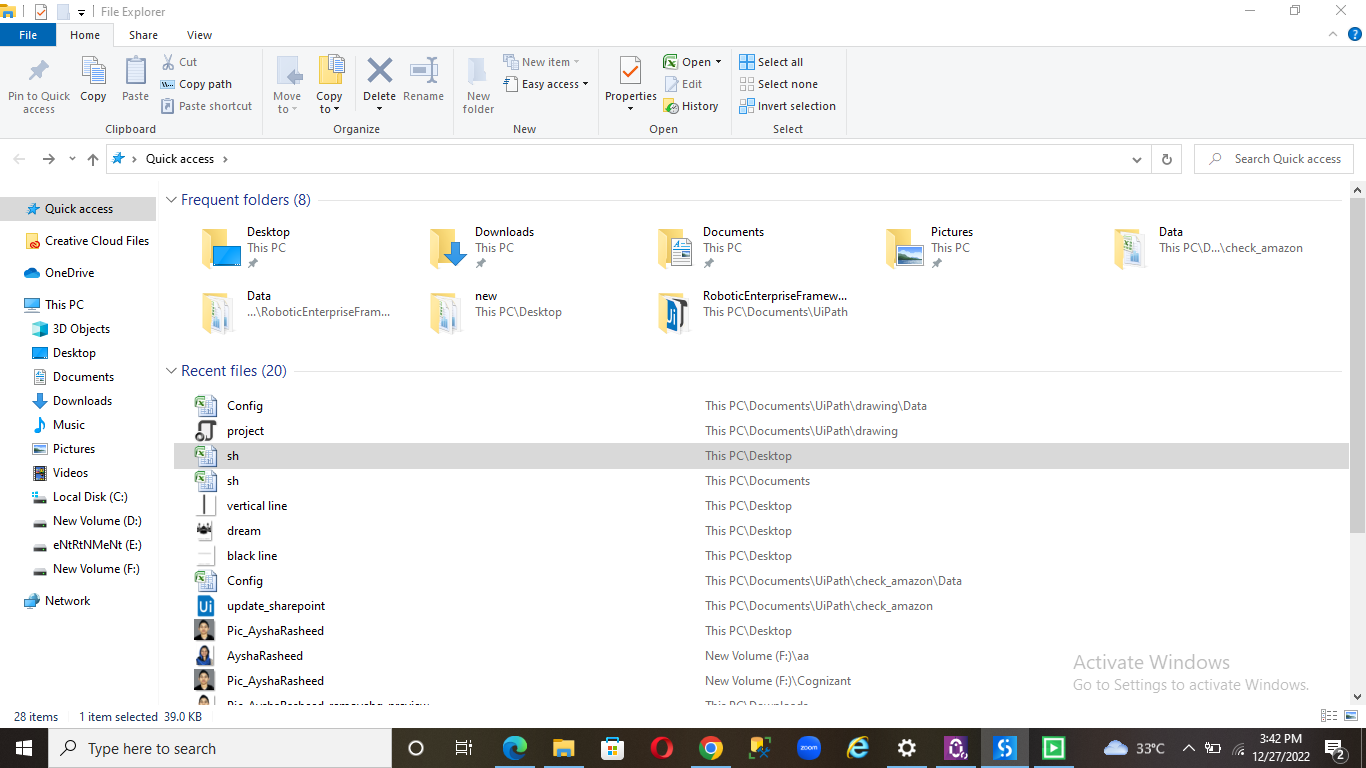 File Explorer
File Home Share View
Pin to Quick access
Copy
Paste
Cut
Copy path
Paste shortcut
Clipboard
Move to
Copy to
Delete
Rename
Organize
New folder
New item
Easy access
New
Properties
Open
Edit
History
Open
Select all
Select none
Invert selection
Select
Quick access
Search Quick access
Quick access
Creative Cloud Files
OneDrive
This PC
3D Objects
Desktop
Documents
Downloads
Music
Pictures
Videos
Local Disk (C:)
New Volume (D:)
eNtRtNMeNt (E:)
New Volume (F:)
Network
Frequent folders (8)
Desktop
This PC
Downloads
This PC
Documents
This PC
Pictures
This PC
Data
This PC\D...\check_amazon
Data
...\RoboticEnterpriseFram...
new
This PC\Desktop
RoboticEnterpriseFramew...
This PC\Documents\UiPath
Recent files (20)
Config This PC\Documents\UiPath\drawing\Data
project This PC\Documents\UiPath\drawing
sh This PC\Desktop
sh This PC\Documents
vertical line This PC\Desktop
dream This PC\Desktop
black line This PC\Desktop
Config This PC\Documents\UiPath\check_amazon\Data
update_sharepoint This PC\Documents\UiPath\check_amazon
Pic_AyshaRasheed This PC\Desktop
AyshaRasheed New Volume (F:)\aa
Pic_AyshaRasheed New Volume (F:)\Cognizant
Activate Windows
Go to Settings to activate Windows.
28 items 1 item selected 39.0 KB
Type here to search
zoom
33°C
3:42 PM
12/27/2022
2